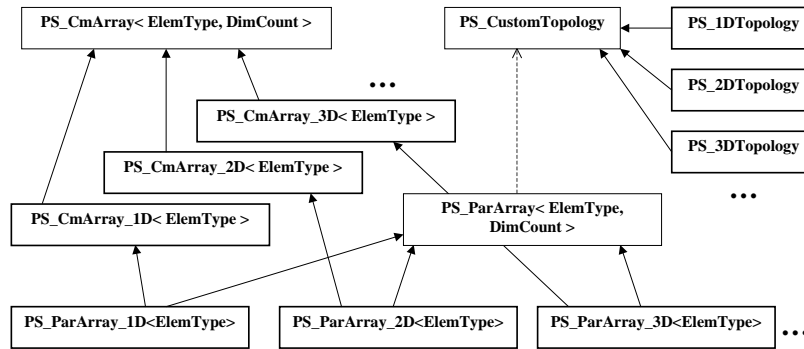 PS_CmArray< ElemType, DimCount >
PS_CustomTopology
PS_1DTopology
PS_2DTopology
...
PS_CmArray_3D< ElemType >
PS_3DTopology
PS_CmArray_2D< ElemType >
...
PS_CmArray_1D< ElemType >
PS_ParArray< ElemType,
DimCount >
PS_ParArray_1D<ElemType>
PS_ParArray_2D<ElemType>
PS_ParArray_3D<ElemType>
...